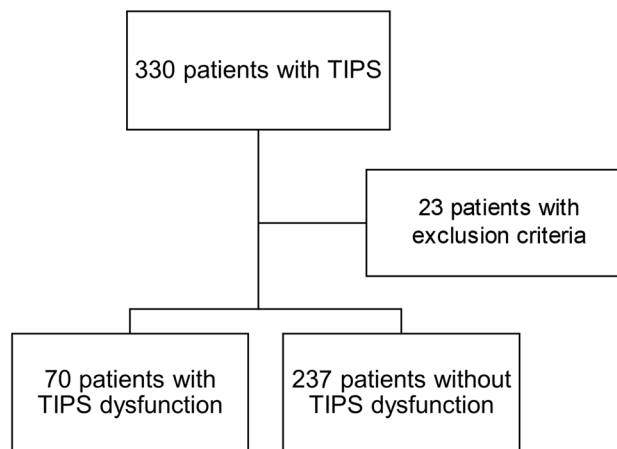 330 patients with TIPS
23 patients with
exclusion criteria
70 patients with
TIPS dysfunction
237 patients without
TIPS dysfunction